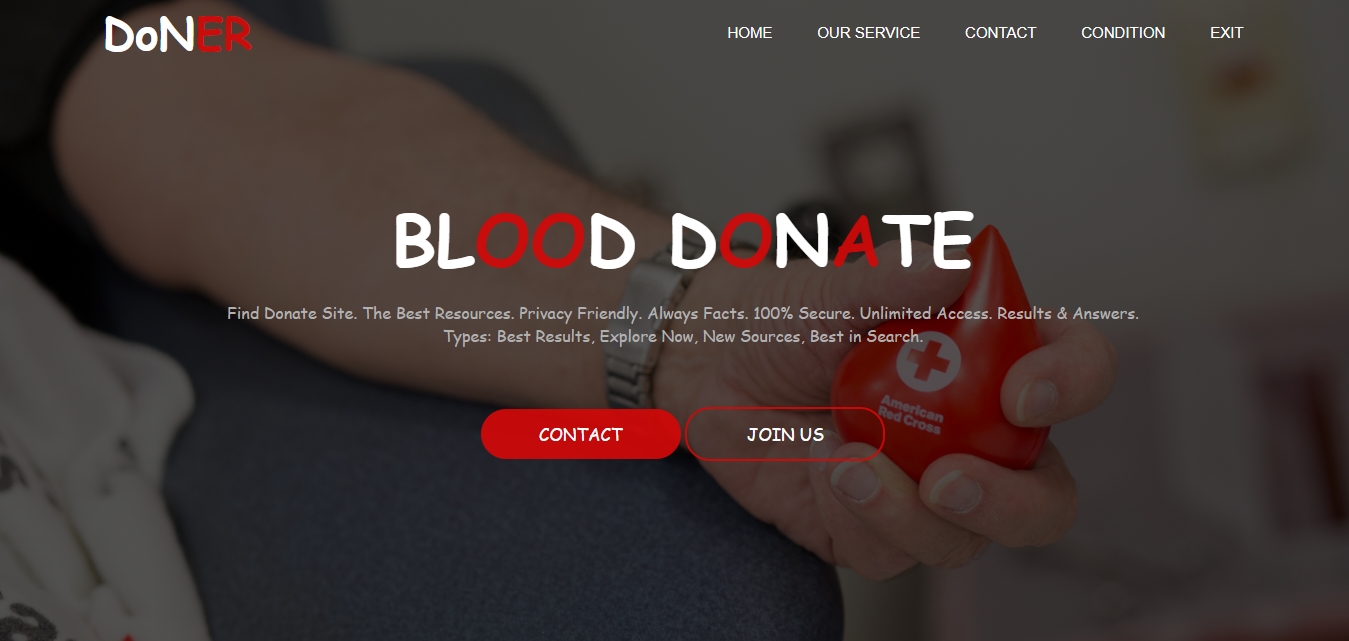 DoNER
HOME OUR SERVICE CONTACT CONDITION EXIT
BLOOD DONATE
Find Donate Site. The Best Resources. Privacy Friendly. Always Facts. 100% Secure. Unlimited Access. Results & Answers.
Types: Best Results, Explore Now, New Sources, Best in Search.
American
Red Cross
CONTACT JOIN US